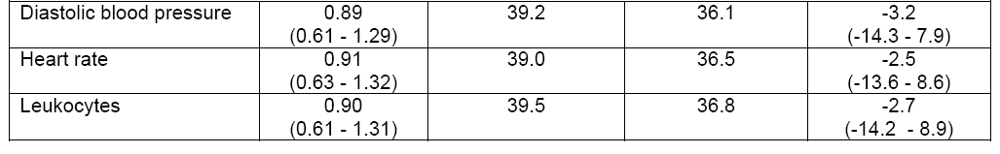 Diastolic blood pressure 0.89 39.2 36.1 -3.2
(0.61 - 1.29) (-14.3 - 7.9)
Heart rate 0.91 39.0 36.5 -2.5
(0.63 - 1.32) (-13.6 - 8.6)
Leukocytes 0.90 39.5 36.8 -2.7
(0.61 - 1.31) (-14.2 - 8.9)